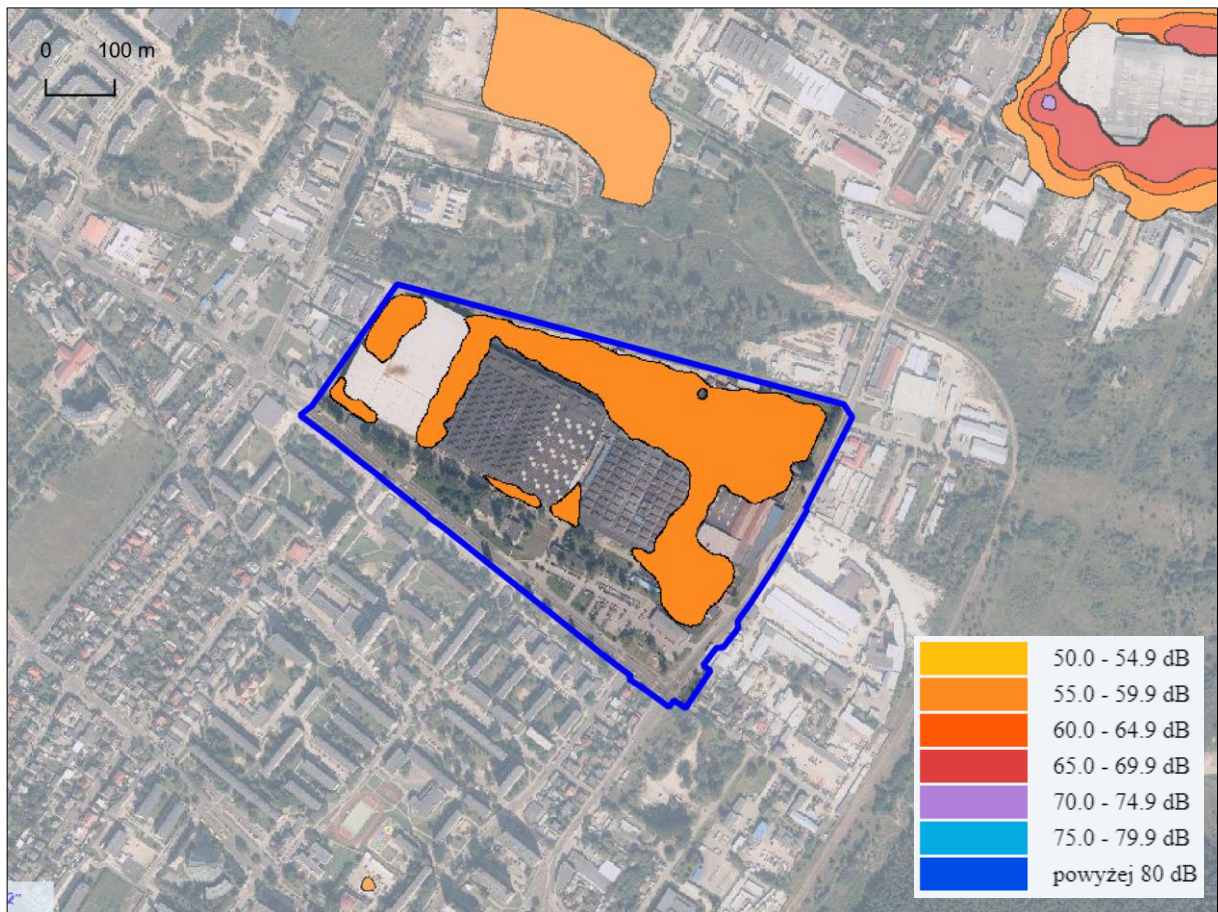 0 100 m
50.0 - 54.9 dB
55.0 - 59.9 dB
60.0 - 64.9 dB
65.0 - 69.9 dB
70.0 - 74.9 dB
75.0 - 79.9 dB
powyżej 80 dB
2"